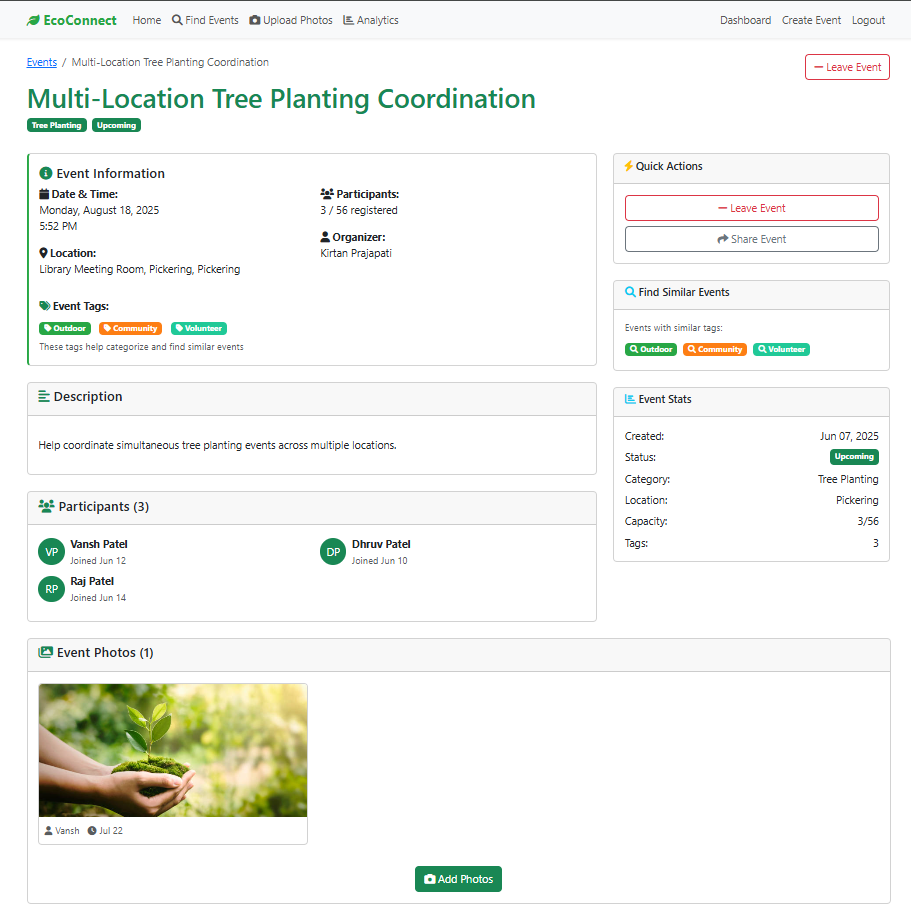 EcoConnect Home Find Events Upload Photos Analytics Dashboard Create Event Logout
Events / Multi-Location Tree Planting Coordination
Leave Event
Multi-Location Tree Planting Coordination
Tree Planting Upcoming
Event Information
Date & Time:
Monday, August 18, 2025
5:52 PM
Location:
Library Meeting Room, Pickering, Pickering
Participants:
3 / 56 registered
Organizer:
Kirtan Prajapati
Event Tags:
Outdoor Community Volunteer
These tags help categorize and find similar events
Description
Help coordinate simultaneous tree planting events across multiple locations.
Participants (3)
VP Vansh Patel
Joined Jun 12
DP Dhruv Patel
Joined Jun 10
RP Raj Patel
Joined Jun 14
Quick Actions
Leave Event
Share Event
Find Similar Events
Events with similar tags:
Outdoor Community Volunteer
Event Stats
Created: Jun 07, 2025
Status: Upcoming
Category: Tree Planting
Location: Pickering
Capacity: 3/56
Tags: 3
Event Photos (1)
Vansh Jul 22
Add Photos